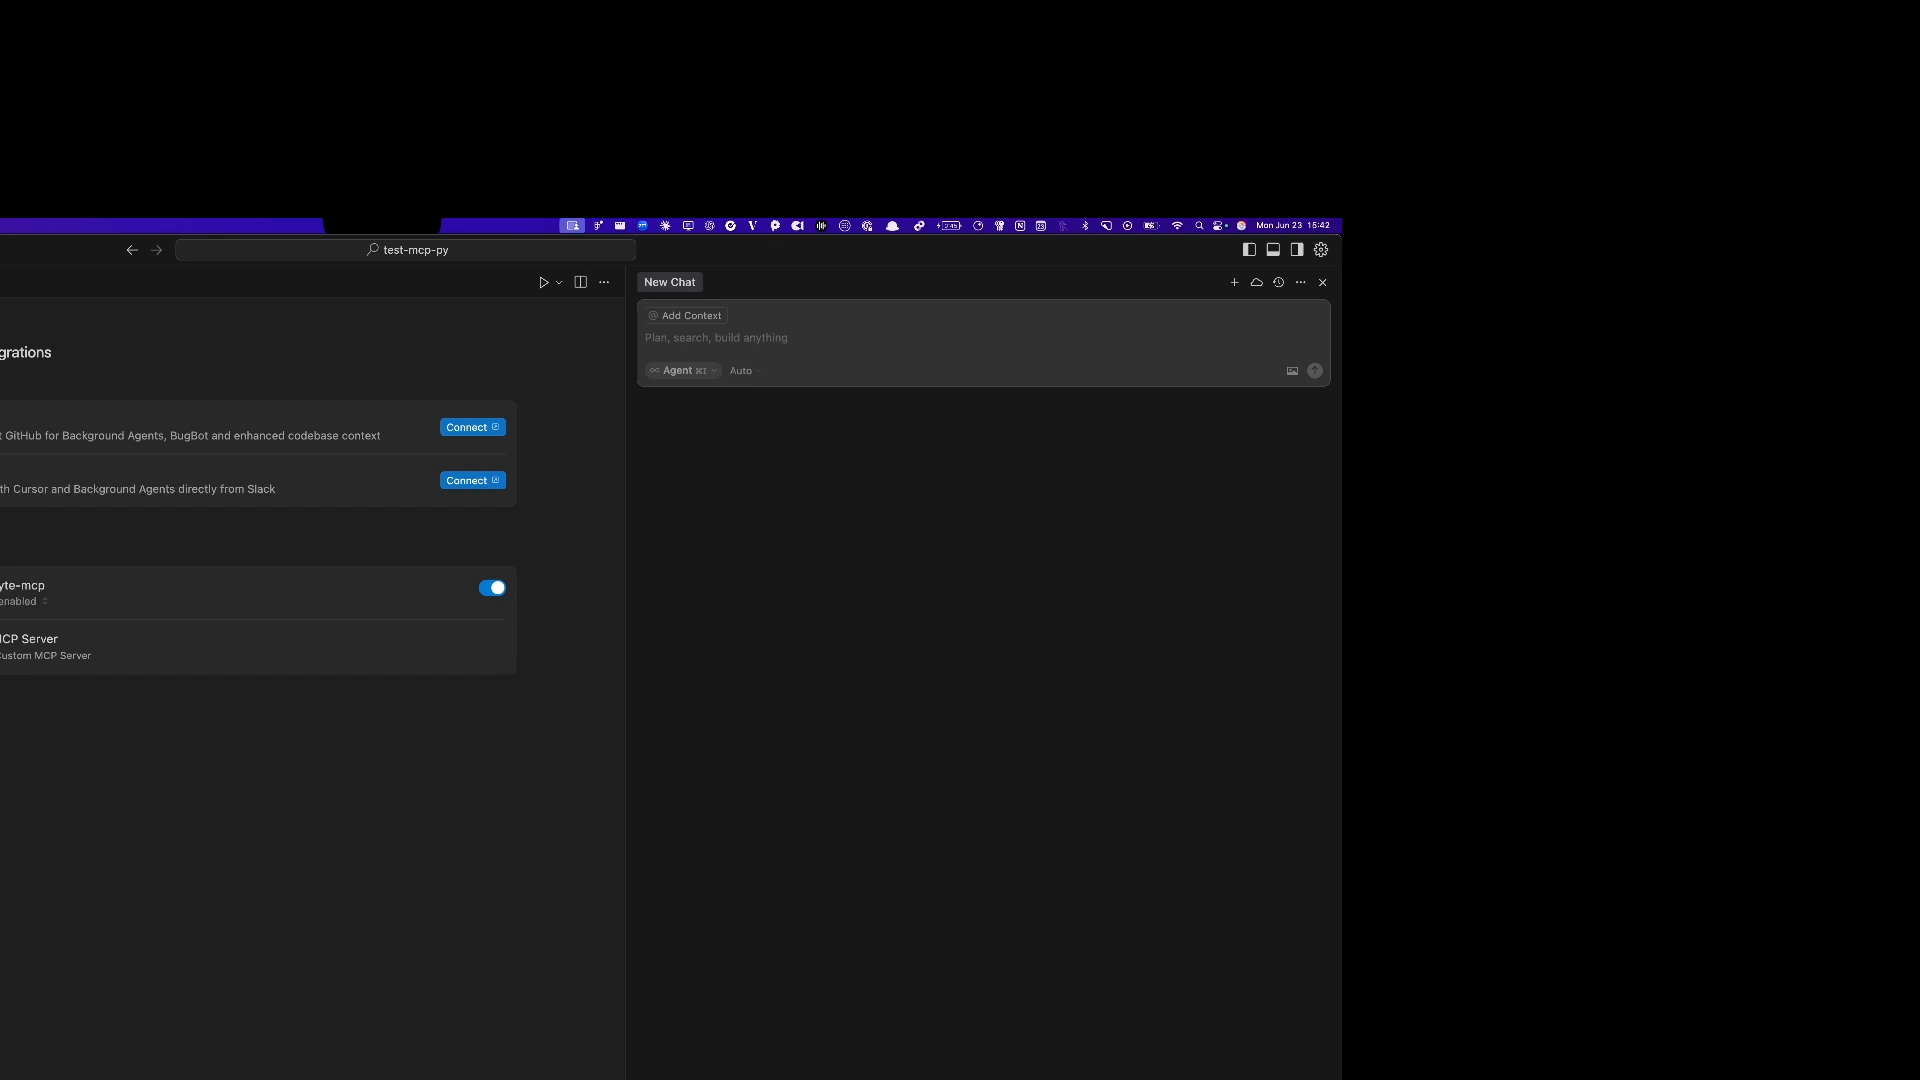 Mon Jun 23 15:42
test-mcp-py
New Chat
Add Context
Plan, search, build anything
Agent ⌘I
Auto
grations
GitHub for Background Agents, BugBot and enhanced codebase context
Connect
th Cursor and Background Agents directly from Slack
Connect
yte-mcp
enabled
MCP Server
Custom MCP Server